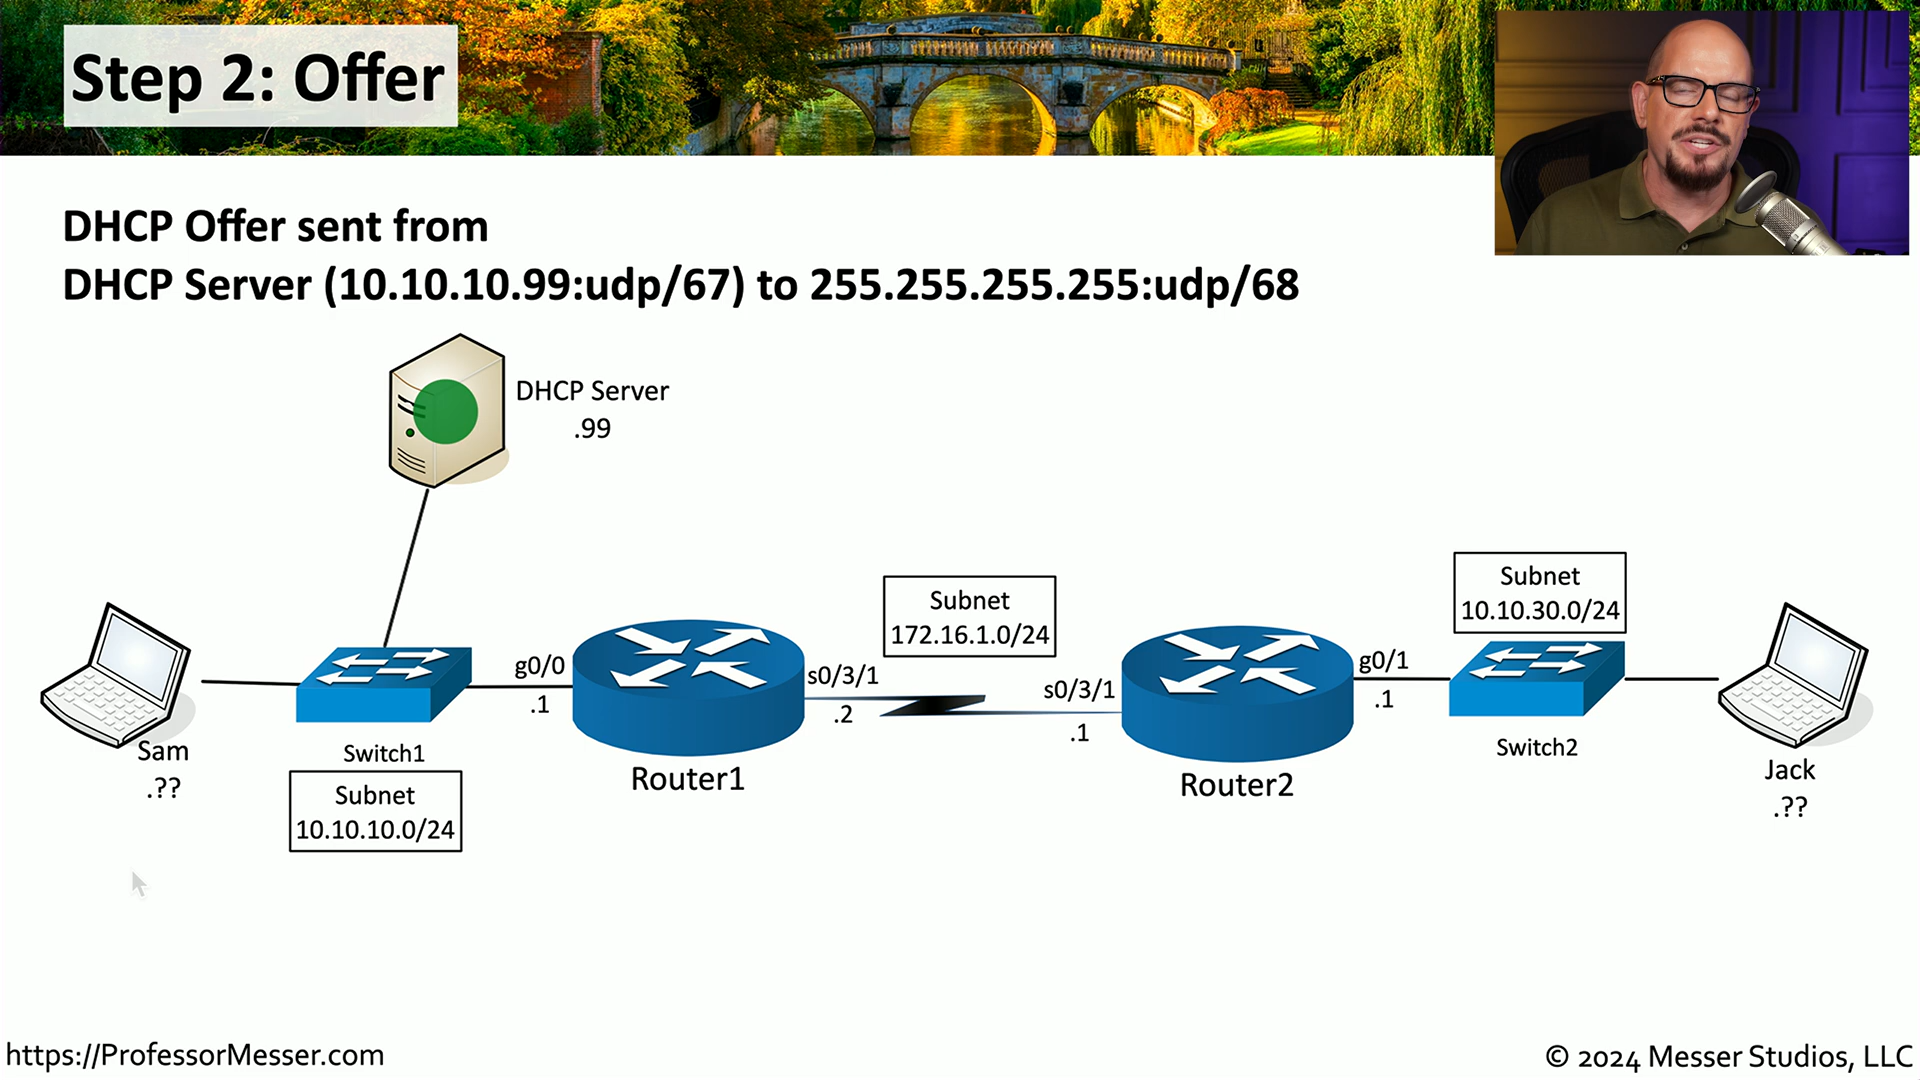 Step 2: Offer
DHCP Offer sent from
DHCP Server (10.10.10.99:udp/67) to 255.255.255.255:udp/68
DHCP Server
.99
Subnet
172.16.1.0/24
Subnet
10.10.30.0/24
g0/0
.1
s0/3/1
.2
s0/3/1
.1
g0/1
.1
Sam
.??
Switch1
Subnet
10.10.10.0/24
Router1
Router2
Switch2
Jack
.??
https://ProfessorMesser.com
© 2024 Messer Studios, LLC